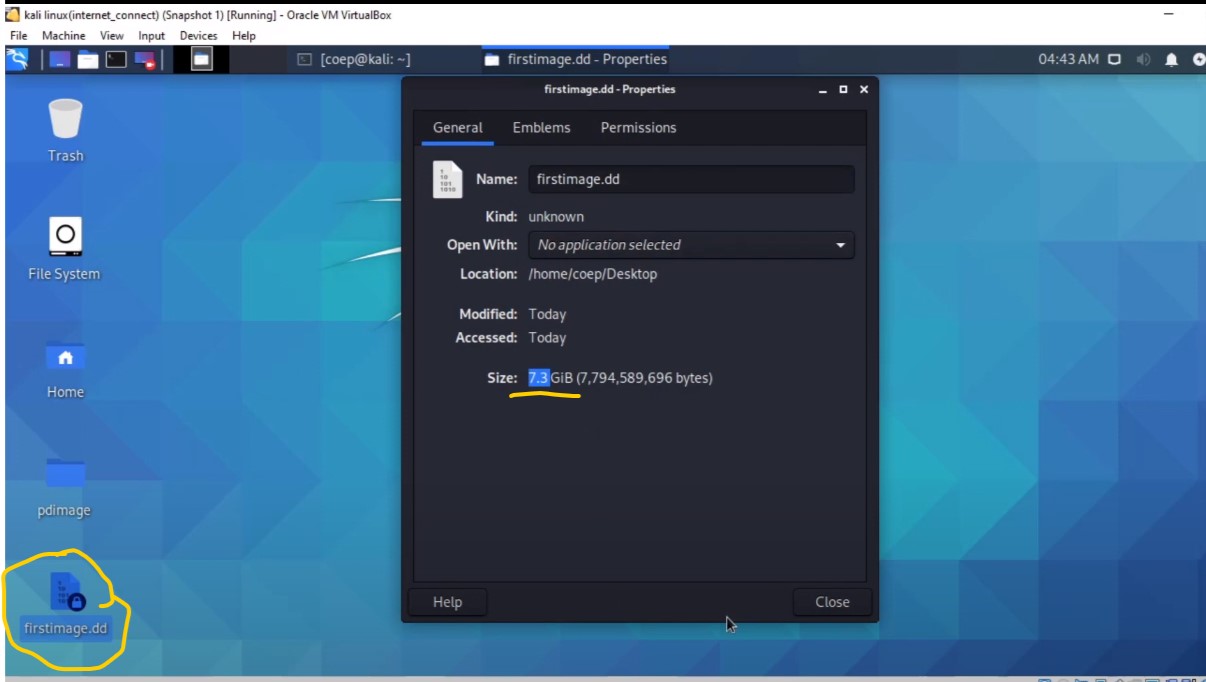 kali linux(internet_connect) (Snapshot 1) [Running] - Oracle VM VirtualBox
File Machine View Input Devices Help
[coep@kali: ~] firstimage.dd - Properties 04:43 AM
firstimage.dd - Properties
General Emblems Permissions
Name: firstimage.dd
Kind: unknown
Open With: No application selected
Location: /home/coep/Desktop
Modified: Today
Accessed: Today
Size: 7.3 GiB (7,794,589,696 bytes)
Help Close
Trash
File System
Home
pdimage
firstimage.dd